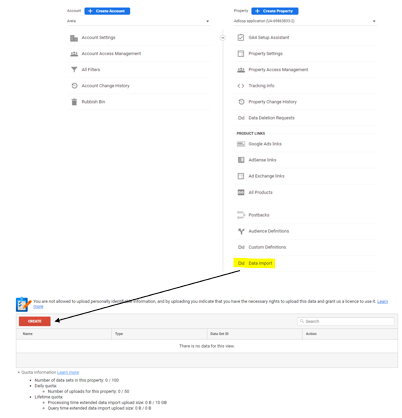 Account + Create Account
Property + Create Property
Account Settings
Account Access Management
All Filters
Account Change History
Rubbish Bin
GA4 Setup Assistant
Property Settings
Property Access Management
Tracking Info
Property Change History
Data Deletion Requests
PRODUCT LINKS
Google Ads links
AdSense links
Ad Exchange links
All Products
Postbacks
Audience Definitions
Custom Definitions
Data Import
You are not allowed to upload personally identifiable information, and by uploading you indicate that you have the necessary rights to upload this data and grant us a licence to use it. Learn
more
CREATE
Search
Name Type Data Set ID Action
There is no data for this view.
Quota information Learn more
Number of data sets in this property: 0 / 100
Daily quota
Number of uploads for this property: 0 / 50
Lifetime quota
Processing time extended data import upload size: 0 B / 10 GB
Query time extended data import upload size: 0 B / 0 B